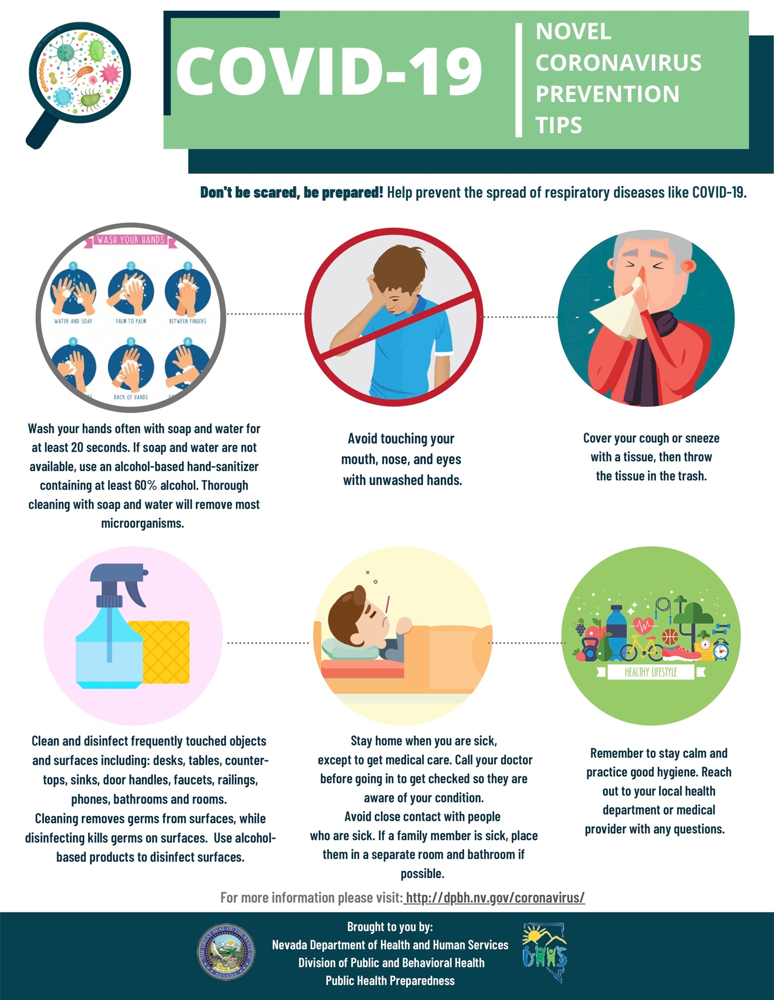 COVID-19
NOVEL
CORONAVIRUS
PREVENTION
TIPS
Don't be scared, be prepared! Help prevent the spread of respiratory diseases like COVID-19.
WASH YOUR HANDS
1
2
3
WATER AND SOAP
PALM TO PALM
BETWEEN FINGERS
4
5
6
BACK OF HANDS
Wash your hands often with soap and water for
at least 20 seconds. If soap and water are not
available, use an alcohol-based hand-sanitizer
containing at least 60% alcohol. Thorough
cleaning with soap and water will remove most
microorganisms.
Avoid touching your
mouth, nose, and eyes
with unwashed hands.
Cover your cough or sneeze
with a tissue, then throw
the tissue in the trash.
HEALTHY LIFESTYLE
Clean and disinfect frequently touched objects
and surfaces including: desks, tables, counter-
tops, sinks, door handles, faucets, railings,
phones, bathrooms and rooms.
Cleaning removes germs from surfaces, while
disinfecting kills germs on surfaces.  Use alcohol-
based products to disinfect surfaces.
Stay home when you are sick,
except to get medical care. Call your doctor
before going in to get checked so they are
aware of your condition.
Avoid close contact with people
who are sick. If a family member is sick, place
them in a separate room and bathroom if
possible.
Remember to stay calm and
practice good hygiene. Reach
out to your local health
department or medical
provider with any questions.
For more information please visit: http://dpbh.nv.gov/coronavirus/
THE GREAT SEAL OF THE STATE OF
NEVADA
Brought to you by:
Nevada Department of Health and Human Services
Division of Public and Behavioral Health
Public Health Preparedness
DHHS